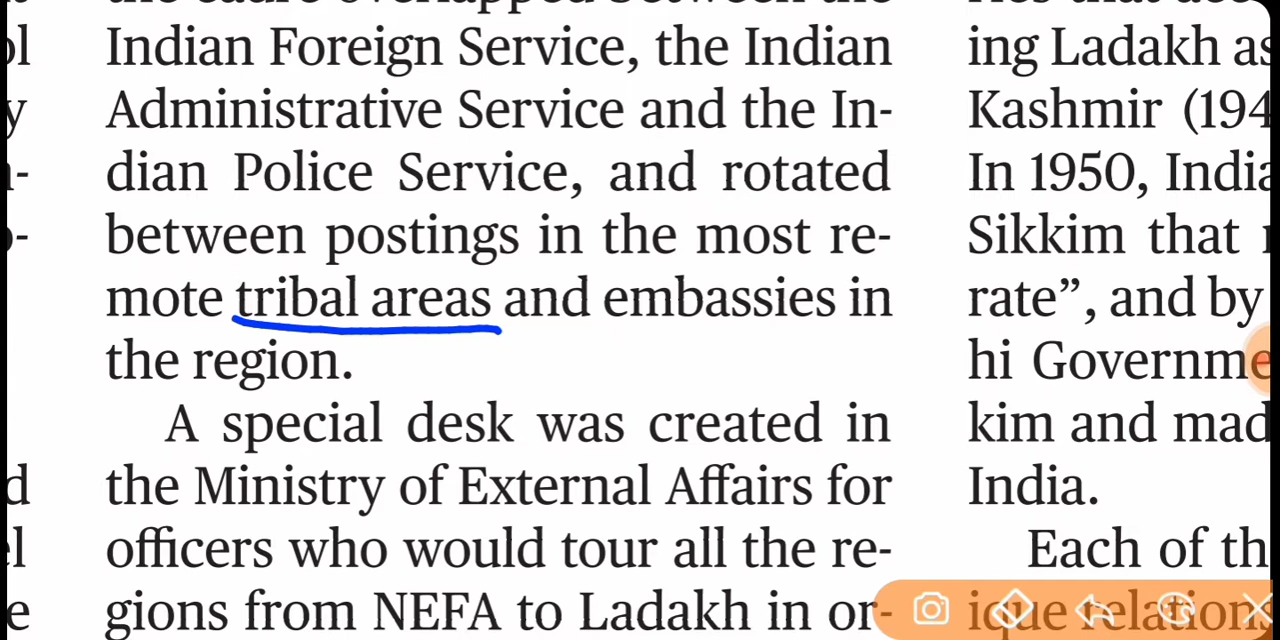 Indian Foreign Service, the Indian
Administrative Service and the In-
dian Police Service, and rotated
between postings in the most re-
mote tribal areas and embassies in
the region.
A special desk was created in
the Ministry of External Affairs for
officers who would tour all the re-
gions from NEFA to Ladakh in or-
ing Ladakh as
Kashmir (194
In 1950, India
Sikkim that
rate”, and by
hi Governme
kim and mad
India.
Each of th
ique relations